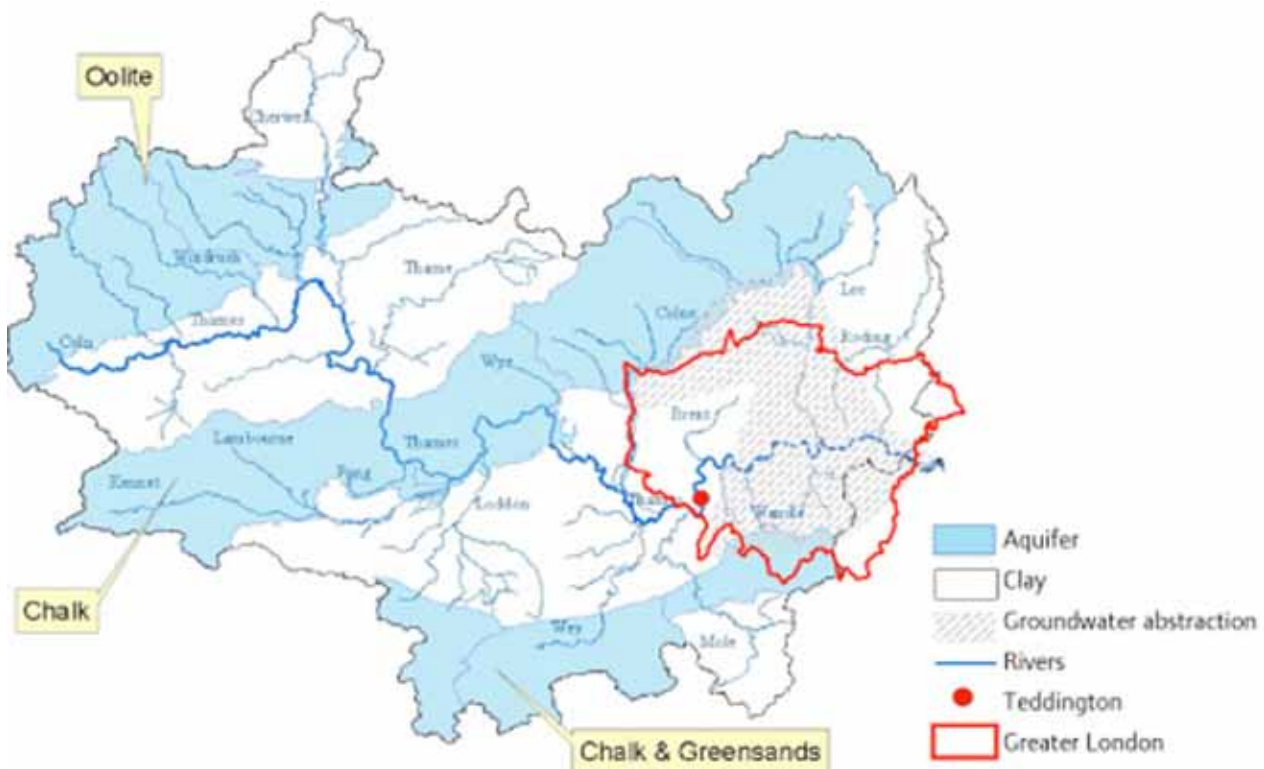 Oolite
Cherwell
Windrush
Thame
Thames
Coln
Colne
Lee
Roding
Wye
Brent
Lambourne
Thames
Pang
Kennet
Loddon
Thames
Wandle
Wey
Mole
Chalk
Chalk & Greensands
Aquifer
Clay
Groundwater abstraction
Rivers
Teddington
Greater London